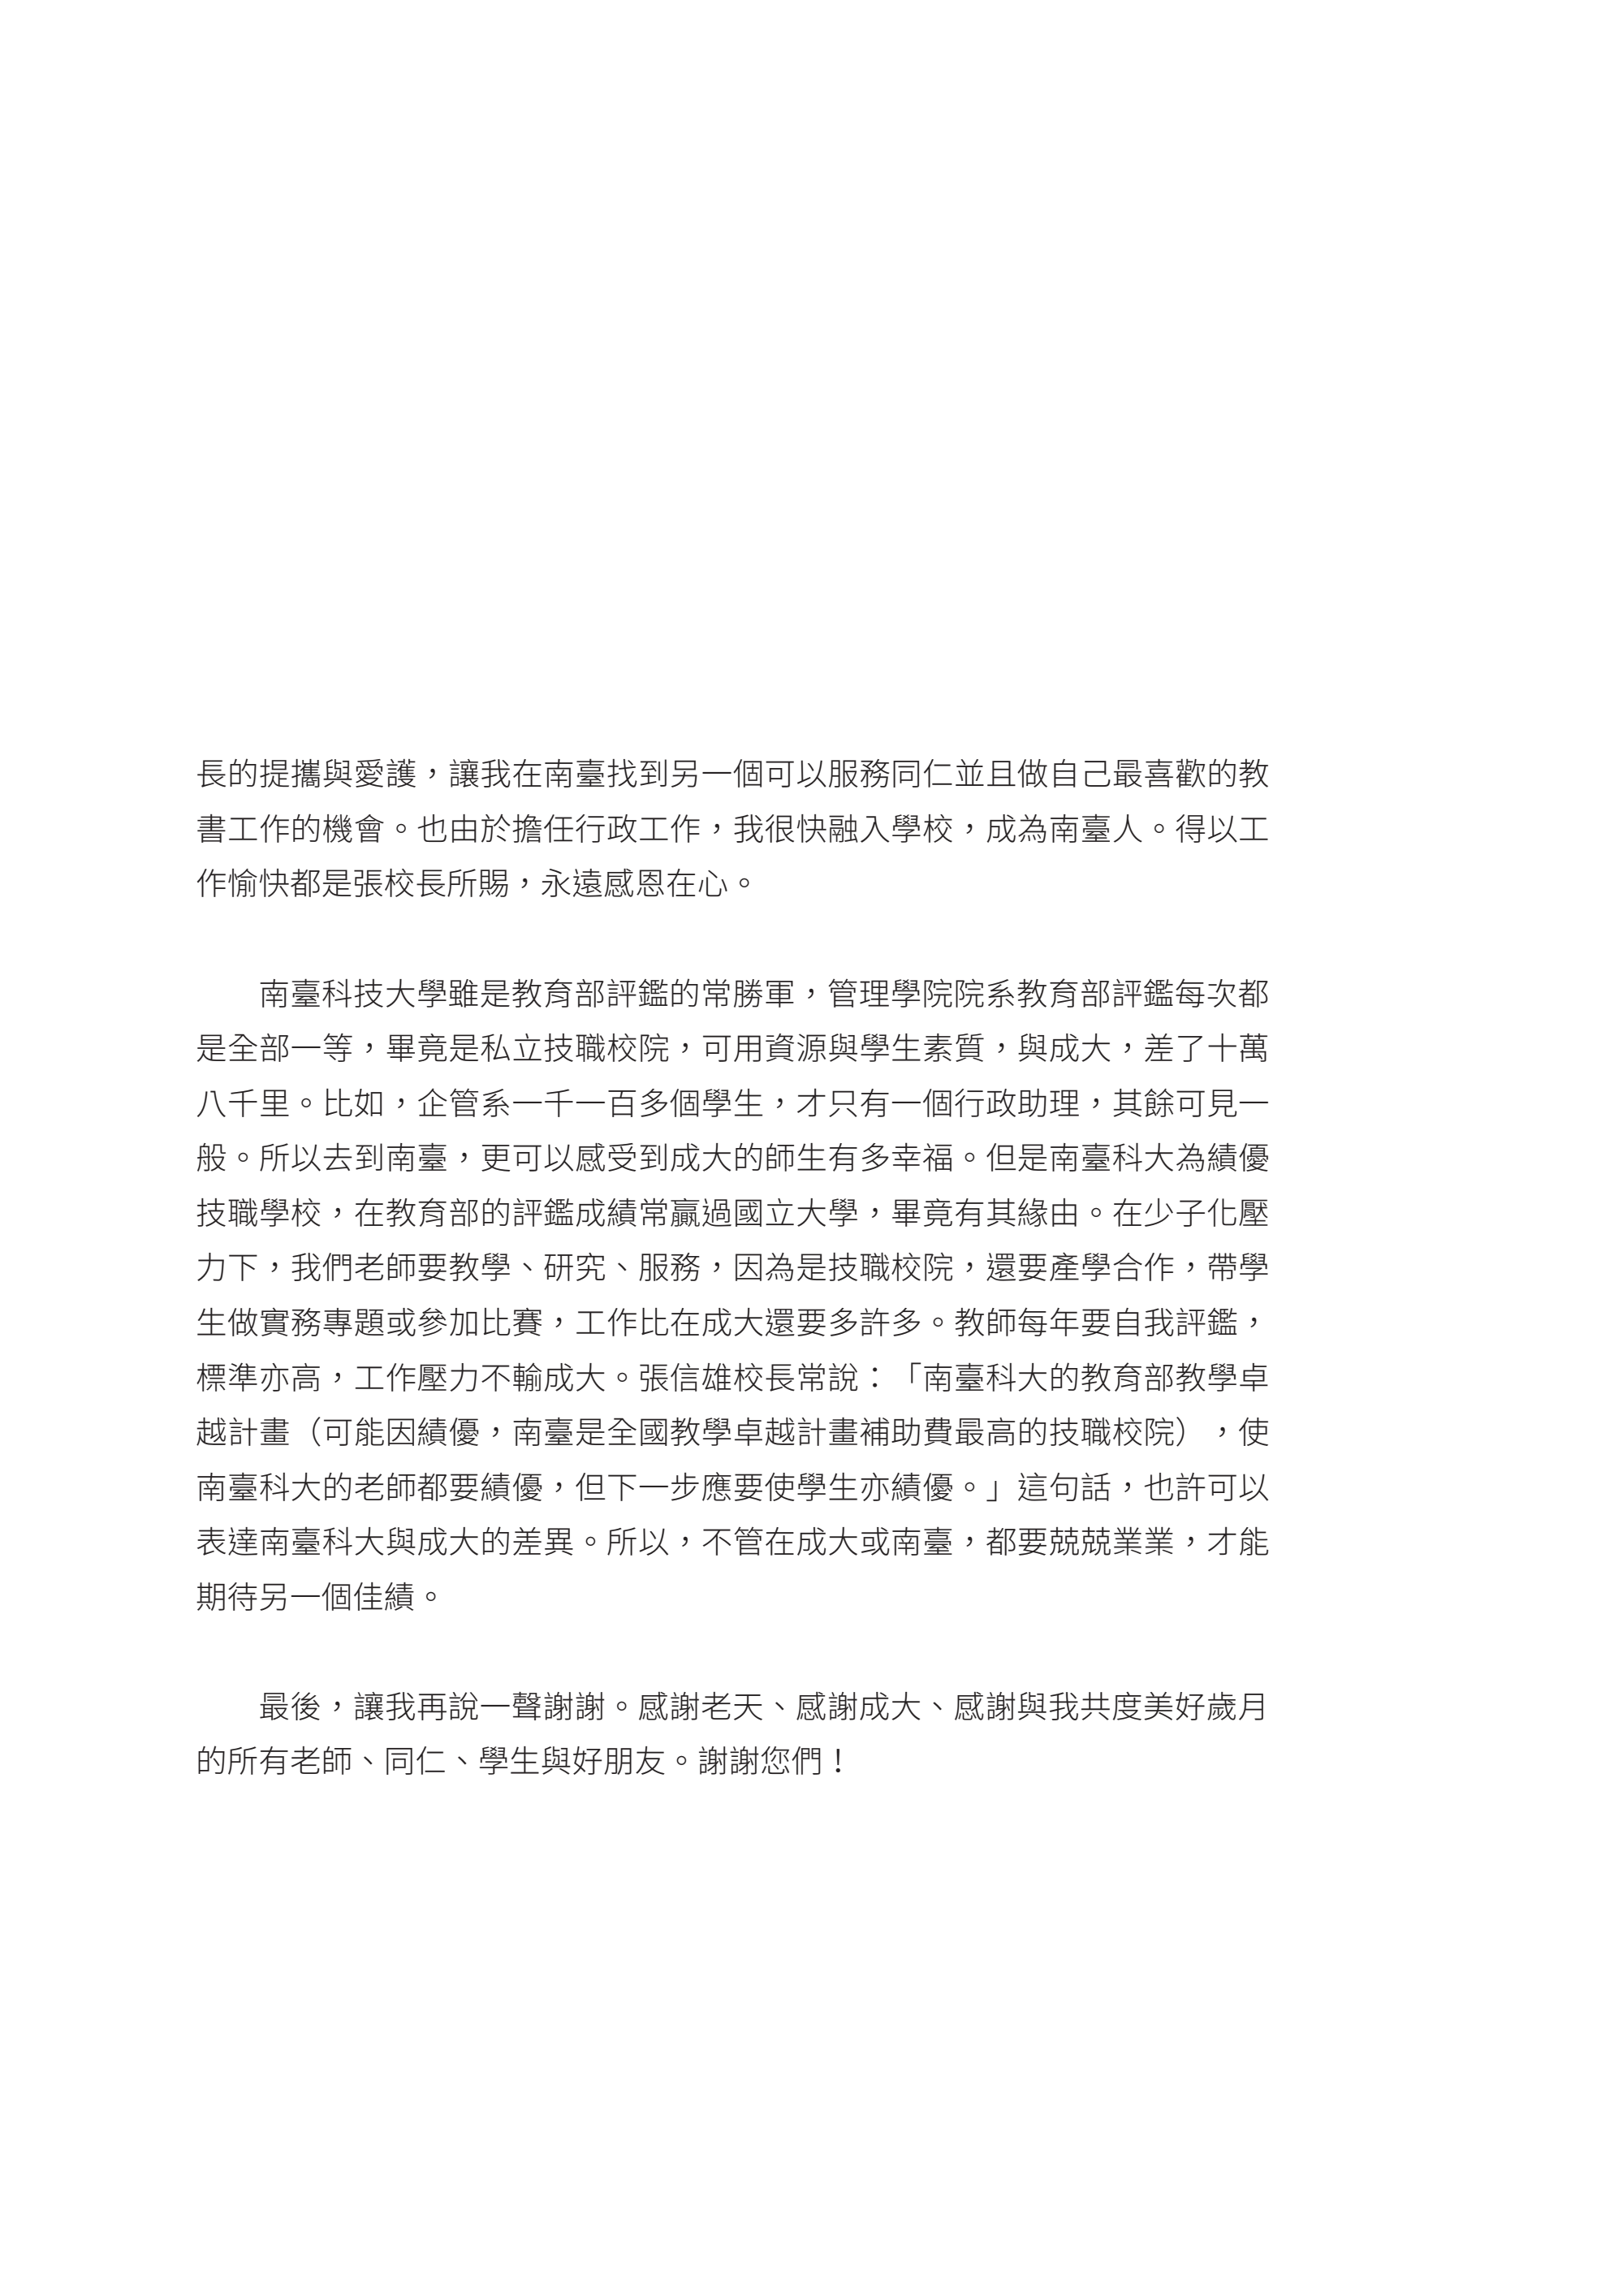 長的提攜與愛護，讓我在南臺找到另一個可以服務同仁並且做自己最喜歡的教
書工作的機會。也由於擔任行政工作，我很快融入學校，成為南臺人。得以工
作愉快都是張校長所賜，永遠感恩在心。
南臺科技大學雖是教育部評鑑的常勝軍，管理學院院系教育部評鑑每次都
是全部一等，畢竟是私立技職校院，可用資源與學生素質，與成大，差了十萬
八千里。比如，企管系一千一百多個學生，才只有一個行政助理，其餘可見一
般。所以去到南臺，更可以感受到成大的師生有多幸福。但是南臺科大為績優
技職學校，在教育部的評鑑成績常贏過國立大學，畢竟有其緣由。在少子化壓
力下，我們老師要教學、研究、服務，因為是技職校院，還要產學合作，帶學
生做實務專題或參加比賽，工作比在成大還要多許多。教師每年要自我評鑑，
標準亦高，工作壓力不輸成大。張信雄校長常說：「南臺科大的教育部教學卓
越計畫（可能因績優，南臺是全國教學卓越計畫補助費最高的技職校院），使
南臺科大的老師都要績優，但下一步應要使學生亦績優。」這句話，也許可以
表達南臺科大與成大的差異。所以，不管在成大或南臺，都要兢兢業業，才能
期待另一個佳績。
最後，讓我再說一聲謝謝。感謝老天、感謝成大、感謝與我共度美好歲月
的所有老師、同仁、學生與好朋友。謝謝您們！